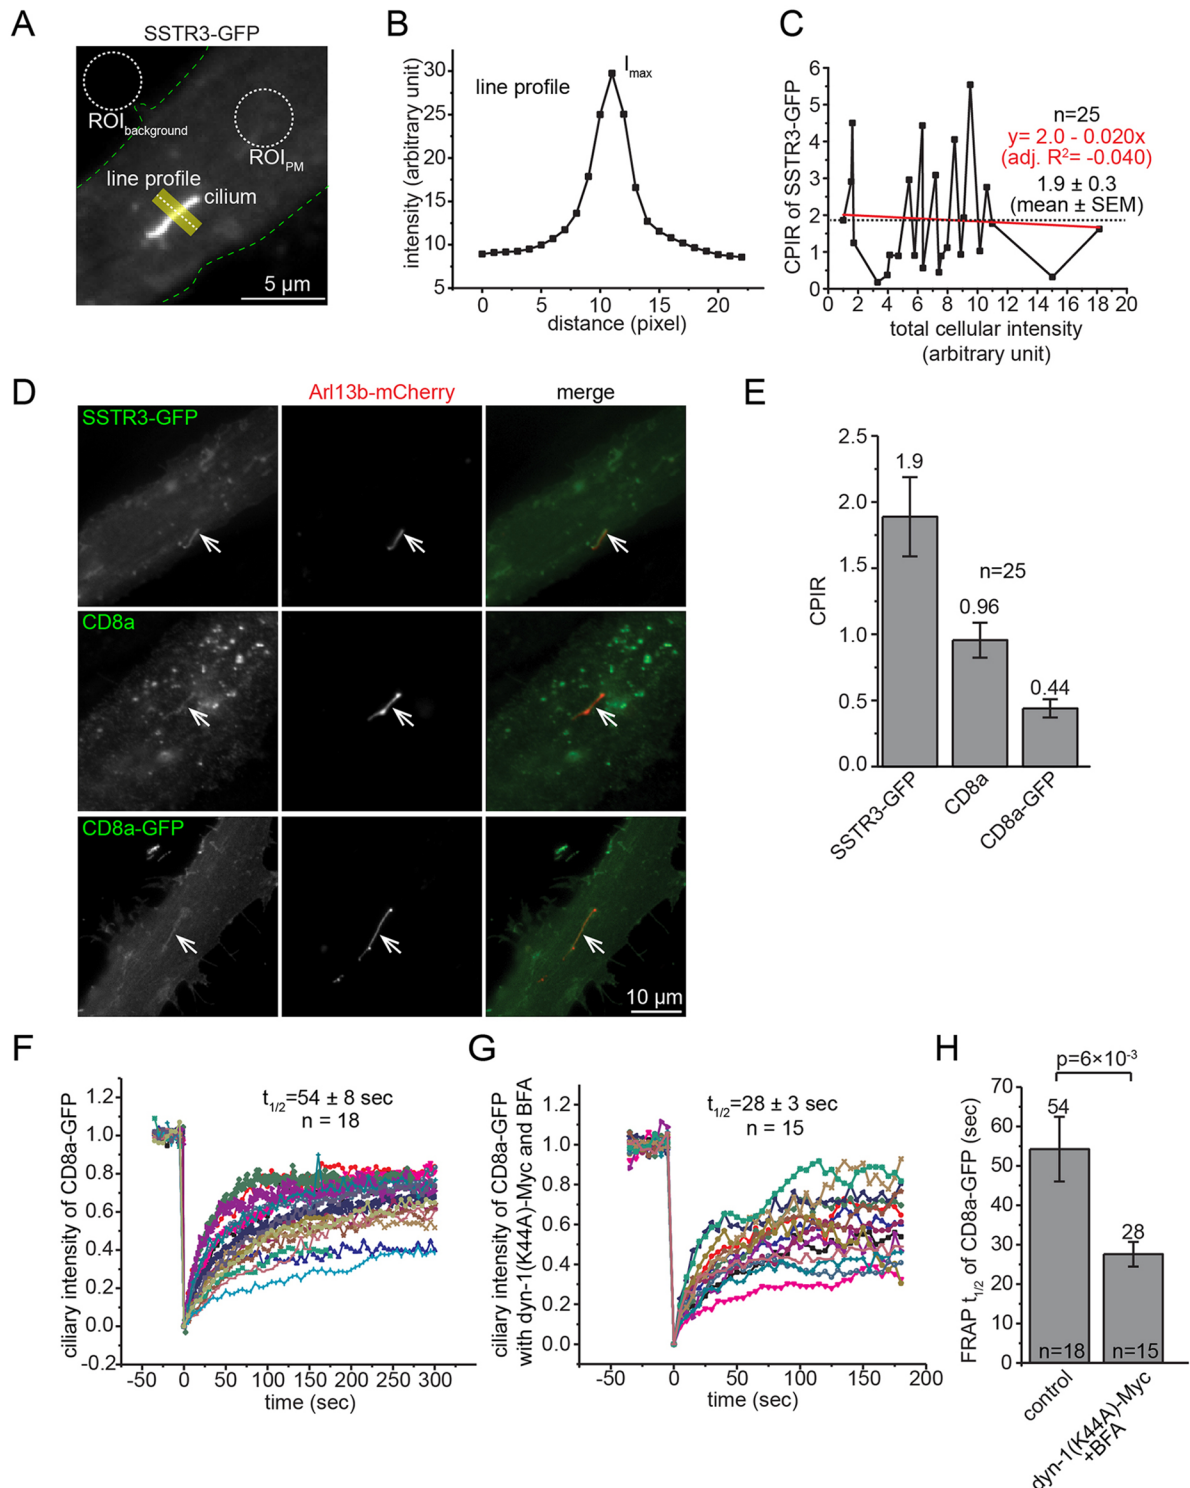 A
SSTR3-GFP
ROIbackground
ROIPM
line profile
cilium
5 µm
B
line profile
Imax
intensity (arbitrary unit)
30
25
20
15
10
5
0 5 10 15 20
distance (pixel)
C
CPIR of SSTR3-GFP
6
5
4
3
2
1
0
n=25
y= 2.0 - 0.020x
(adj. R²= -0.040)
1.9 ± 0.3
(mean ± SEM)
0 2 4 6 8 10 12 14 16 18 20
total cellular intensity
(arbitrary unit)
D
Arl13b-mCherry
merge
SSTR3-GFP
CD8a
CD8a-GFP
10 µm
E
CPIR
2.5
2.0
1.5
1.0
0.5
0.0
1.9
n=25
0.96
0.44
SSTR3-GFP
CD8a
CD8a-GFP
F
ciliary intensity of CD8a-GFP
1.2
1.0
0.8
0.6
0.4
0.2
0.0
-0.2
t1/2=54 ± 8 sec
n = 18
-50 0 50 100 150 200 250 300
time (sec)
G
ciliary intensity of CD8a-GFP
with dyn-1(K44A)-Myc and BFA
1.2
1.0
0.8
0.6
0.4
0.2
0.0
t1/2=28 ± 3 sec
n = 15
-50 0 50 100 150 200
time (sec)
H
p=6×10⁻³
FRAP t1/2 of CD8a-GFP (sec)
70
60
50
40
30
20
10
0
54
28
n=18
n=15
control
dyn-1(K44A)-Myc
+BFA